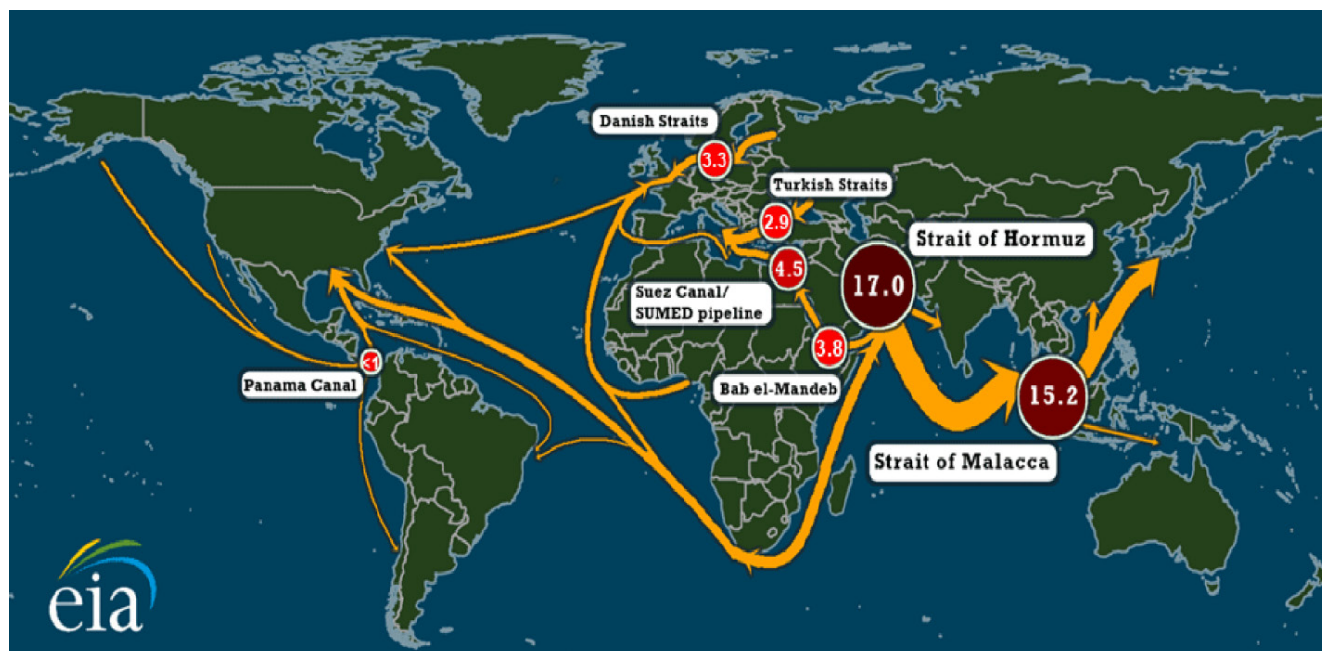 Danish Straits
3.3
Turkish Straits
2.9
Strait of Hormuz
17.0
4.5
Suez Canal/
SUMED pipeline
3.8
Bab el-Mandeb
<1
Panama Canal
15.2
Strait of Malacca
eia